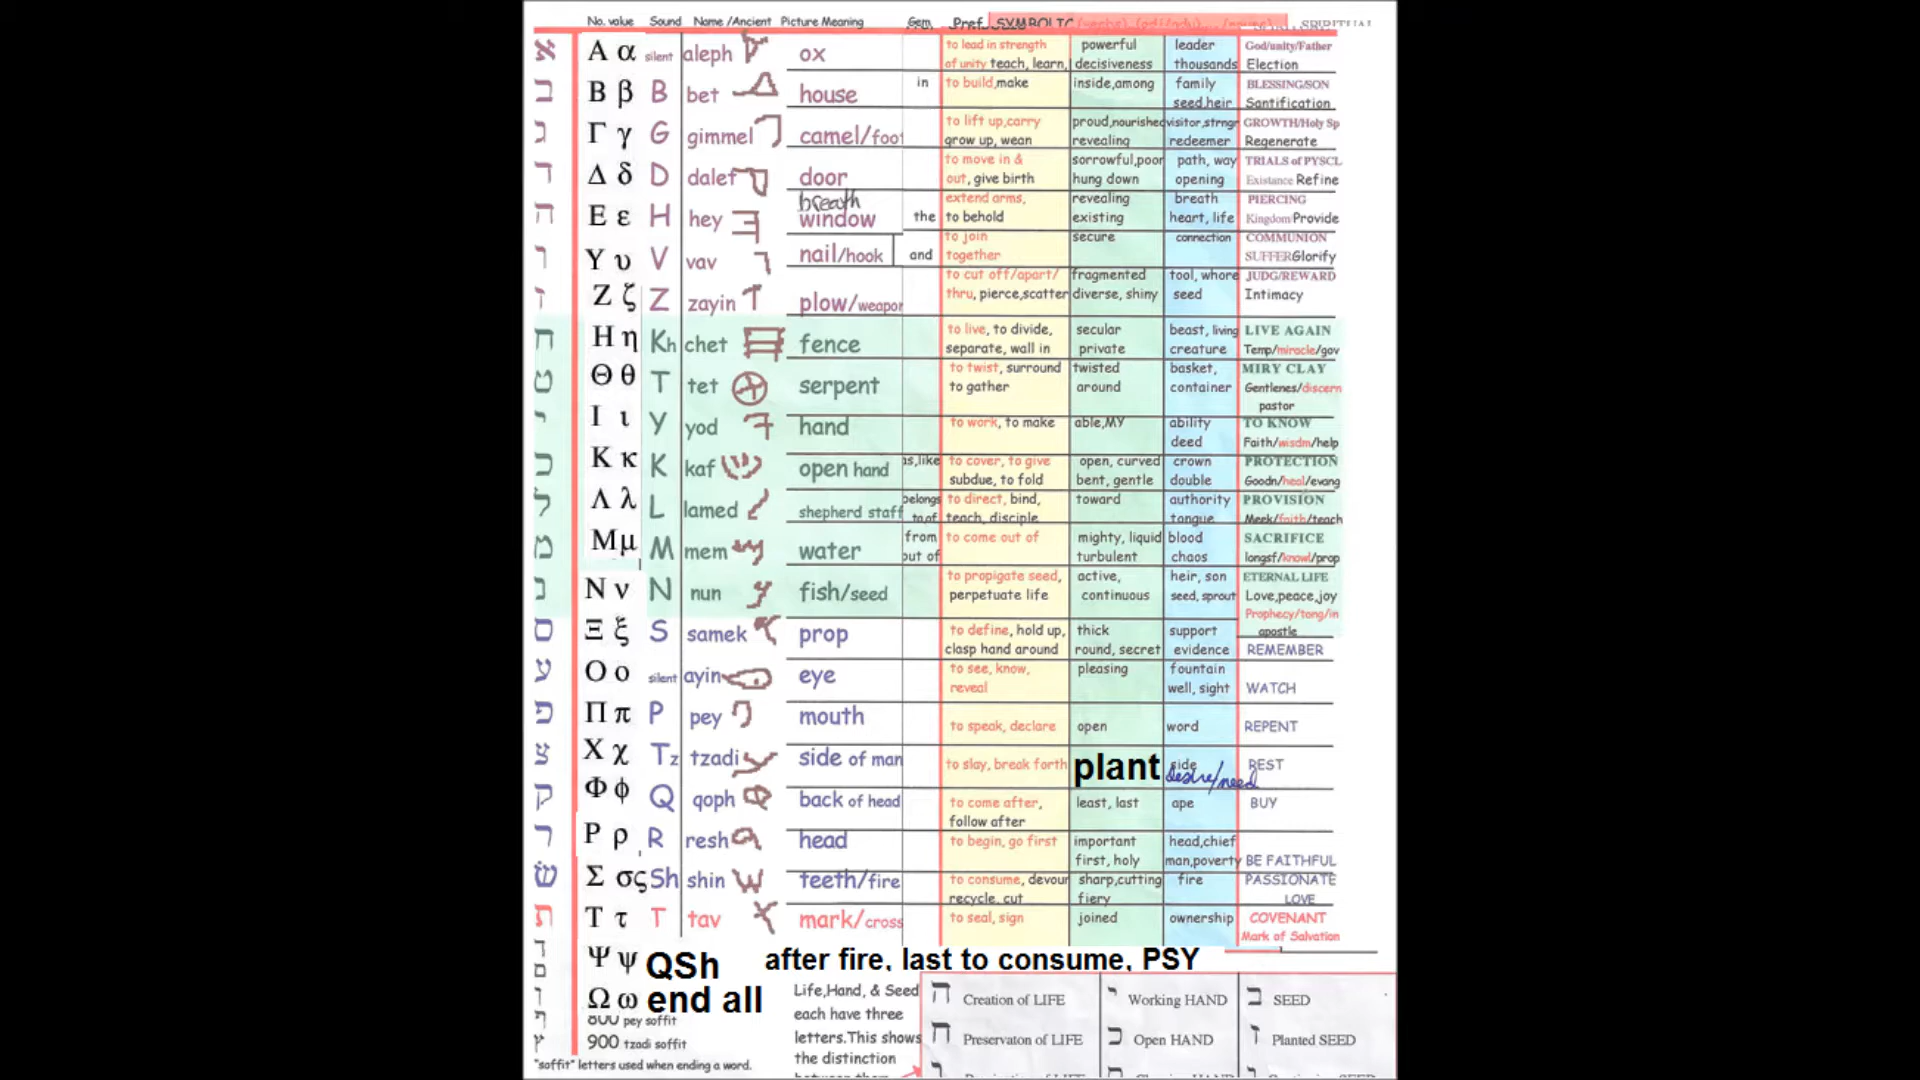 No. value Sound Name /Ancient Picture Meaning Gem. Pref. SYMBOLIC (verbs) (adj/adv) (nouns) SPIRITUAL
א Α α silent aleph ox to lead in strength powerful leader God/unity/Father
of unity teach, learn, decisiveness thousands Election
ב Β β B bet house in to build,make inside,among family BLESSING/SON
seed,heir Santification
ג Γ γ G gimmel camel/foot to lift up,carry proud,nourished visitor,strngr GROWTH/Holy Sp
grow up, wean revealing redeemer Regenerate
ד Δ δ D dalef door to move in & sorrowful,poor path, way TRIALS of PYSCL
out, give birth hung down opening Existance Refine
breath extend arms, revealing breath PIERCING
ה Ε ε H hey window the to behold existing heart, life Kingdom Provide
ו Υ υ V vav nail/hook and to join secure connection COMMUNION
together SUFFER Glorify
ז Ζ ζ Z zayin plow/weapon to cut off/apart/ fragmented tool, whore JUDG/REWARD
thru, pierce,scatter diverse, shiny seed Intimacy
ח Η η Kh chet fence to live, to divide, secular beast, living LIVE AGAIN
separate, wall in private creature Temp/miracle/gov
ט Θ θ T tet serpent to twist, surround twisted basket, MIRY CLAY
to gather around container Gentlenes/discern
pastor
י Ι ι Y yod hand to work, to make able,MY ability TO KNOW
deed Faith/wisdm/help
כ Κ κ K kaf open hand as,like to cover, to give open, curved crown PROTECTION
subdue, to fold bent, gentle double Goodn/heal/evang
ל Λ λ L lamed shepherd staff belongs to direct, bind, toward authority PROVISION
to,of teach, disciple tongue Meek/faith/teach
מ Μ μ M mem water from to come out of mighty, liquid blood SACRIFICE
out of turbulent chaos longsf/knowl/prop
נ Ν ν N nun fish/seed to propigate seed, active, heir, son ETERNAL LIFE
perpetuate life continuous seed, sprout Love,peace,joy
Prophecy/tong/in
apostle
ס Ξ ξ S samek prop to define, hold up, thick support
clasp hand around round, secret evidence REMEMBER
ע Ο ο silent ayin eye to see, know, pleasing fountain
reveal well, sight WATCH
פ Π π P pey mouth to speak, declare open word REPENT
צ Χ χ Tz tzadi side of man to slay, break forth plant side REST
desire/need
ק Φ ϕ Q qoph back of head to come after, least, last ape BUY
follow after
ר Ρ ρ R resh head to begin, go first important head,chief
first, holy man,poverty BE FAITHFUL
שׂ Σ σς Sh shin teeth/fire to consume, devour sharp,cutting fire PASSIONATE
recycle, cut fiery LOVE
ת Τ τ T tav mark/cross to seal, sign joined ownership COVENANT
Mark of Salvation
ך Ψ ψ QSh after fire, last to consume, PSY
ם
ן Ω ω end all
ף 800 pey soffit
ץ 900 tzadi soffit
"soffit" letters used when ending a word.
Life,Hand, & Seed
each have three
letters.This shows
the distinction
between them
ה Creation of LIFE י Working HAND נ SEED
ח Preservaton of LIFE כ Open HAND ז Planted SEED